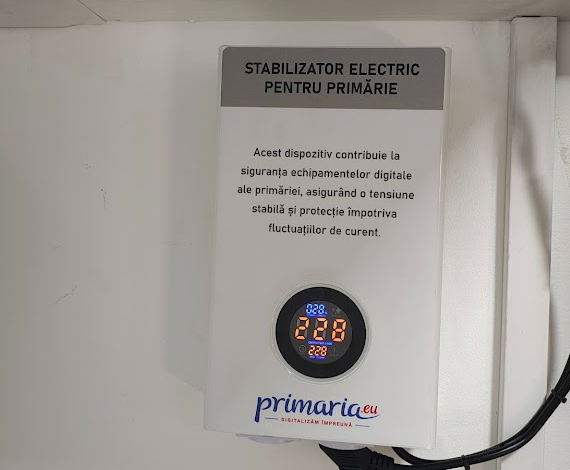 STABILIZATOR ELECTRIC
PENTRU PRIMĂRIE
Acest dispozitiv contribuie la
siguranța echipamentelor digitale
ale primăriei, asigurând o tensiune
stabilă și protecție împotriva
fluctuațiilor de curent.
028
228
228
primaria.eu
DIGITALIZĂM ÎMPREUNĂ